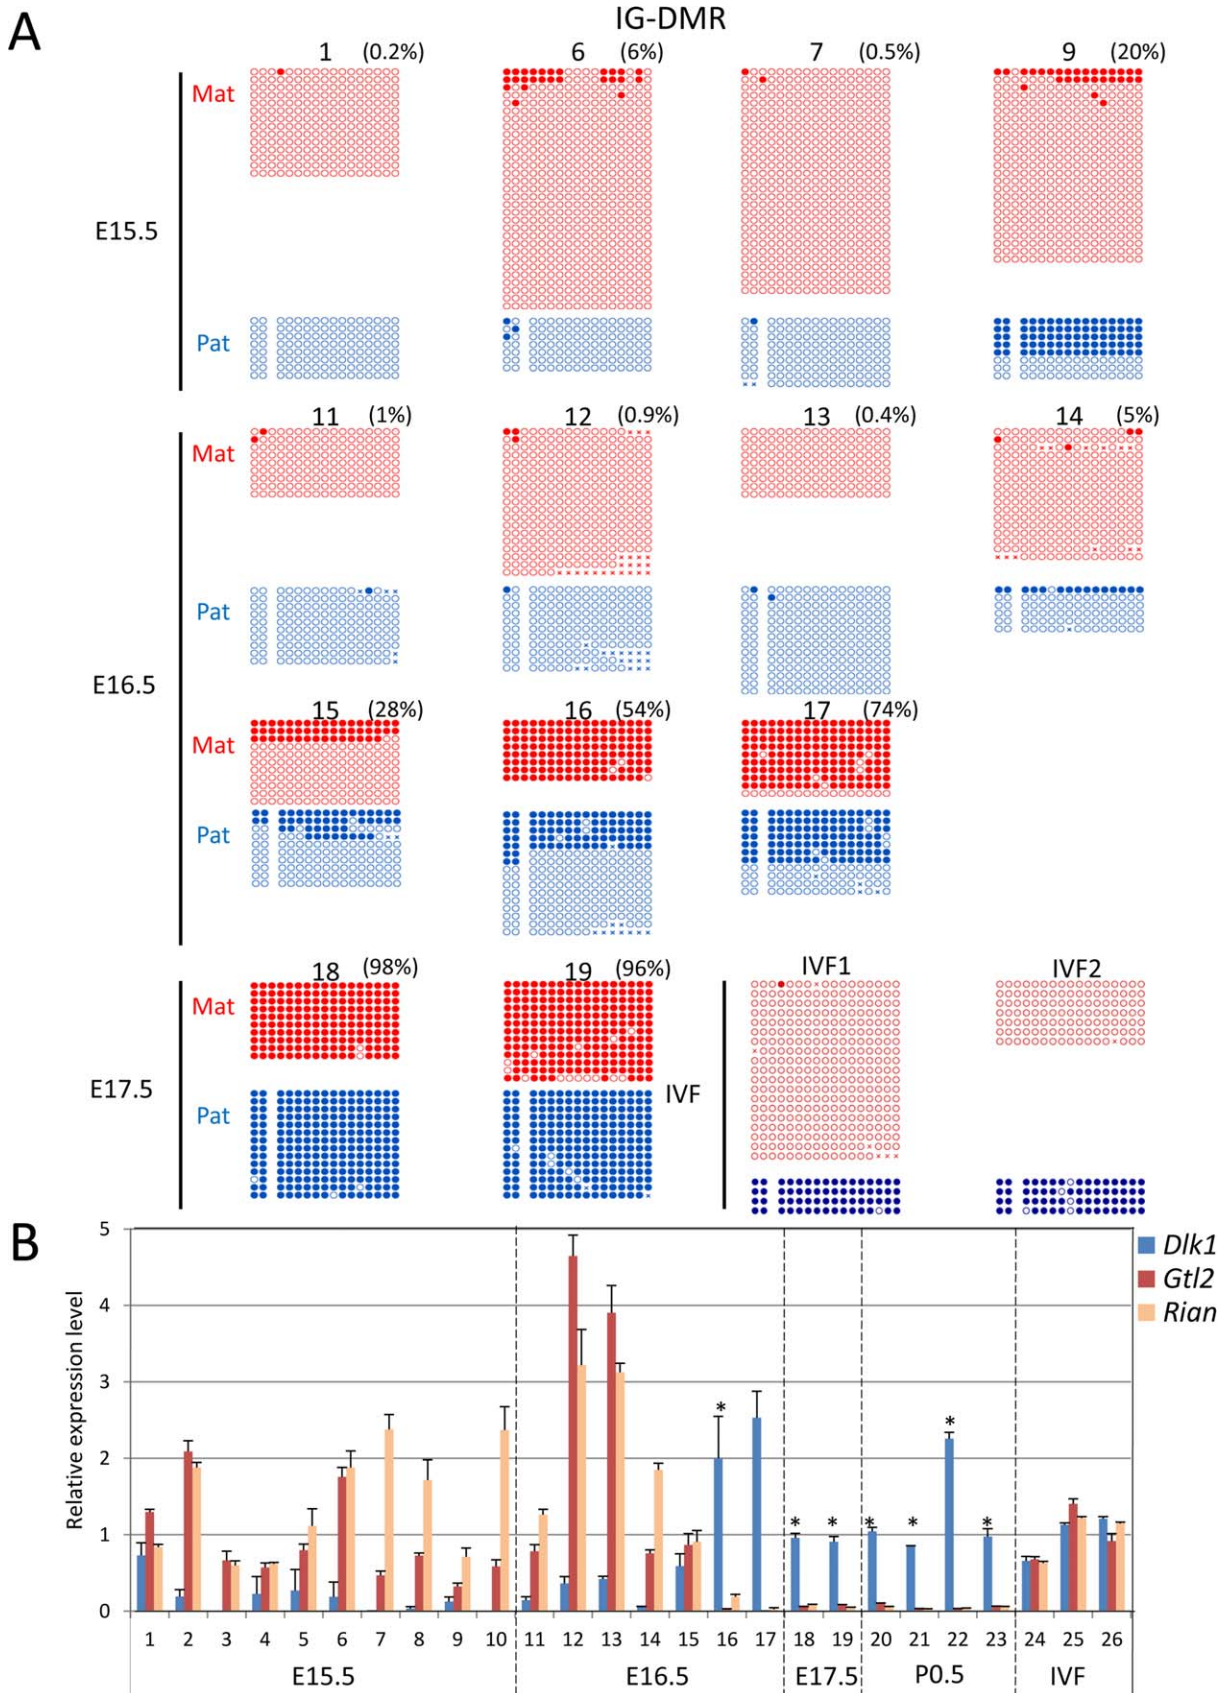 A
IG-DMR
1 (0.2%) 6 (6%) 7 (0.5%) 9 (20%)
Mat
E15.5
Pat
11 (1%) 12 (0.9%) 13 (0.4%) 14 (5%)
Mat
Pat
E16.5
15 (28%) 16 (54%) 17 (74%)
Mat
Pat
18 (98%) 19 (96%) IVF1 IVF2
Mat
E17.5 IVF
Pat
B
Dlk1
Gtl2
Rian
Relative expression level
5
4
3
2
1
0
* * * * * * *
1 2 3 4 5 6 7 8 9 10 11 12 13 14 15 16 17 18 19 20 21 22 23 24 25 26
E15.5 E16.5 E17.5 P0.5 IVF